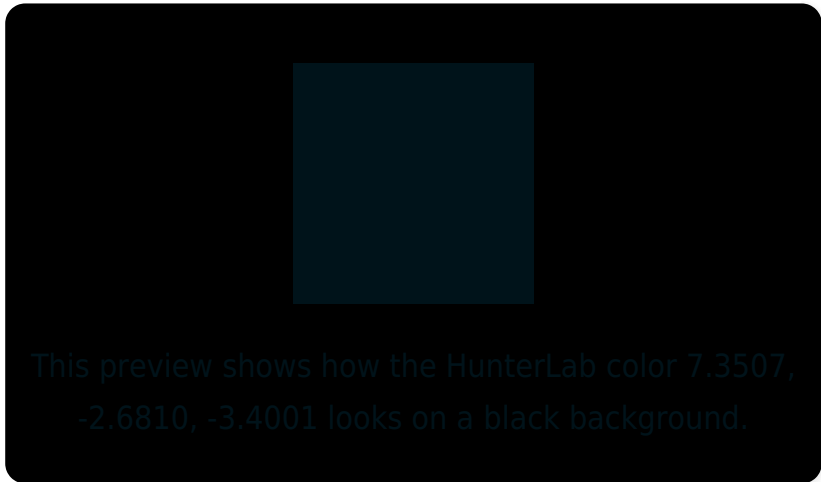 This preview shows how the HunterLab color 7.3507,
-2.6810, -3.4001 looks on a black background.